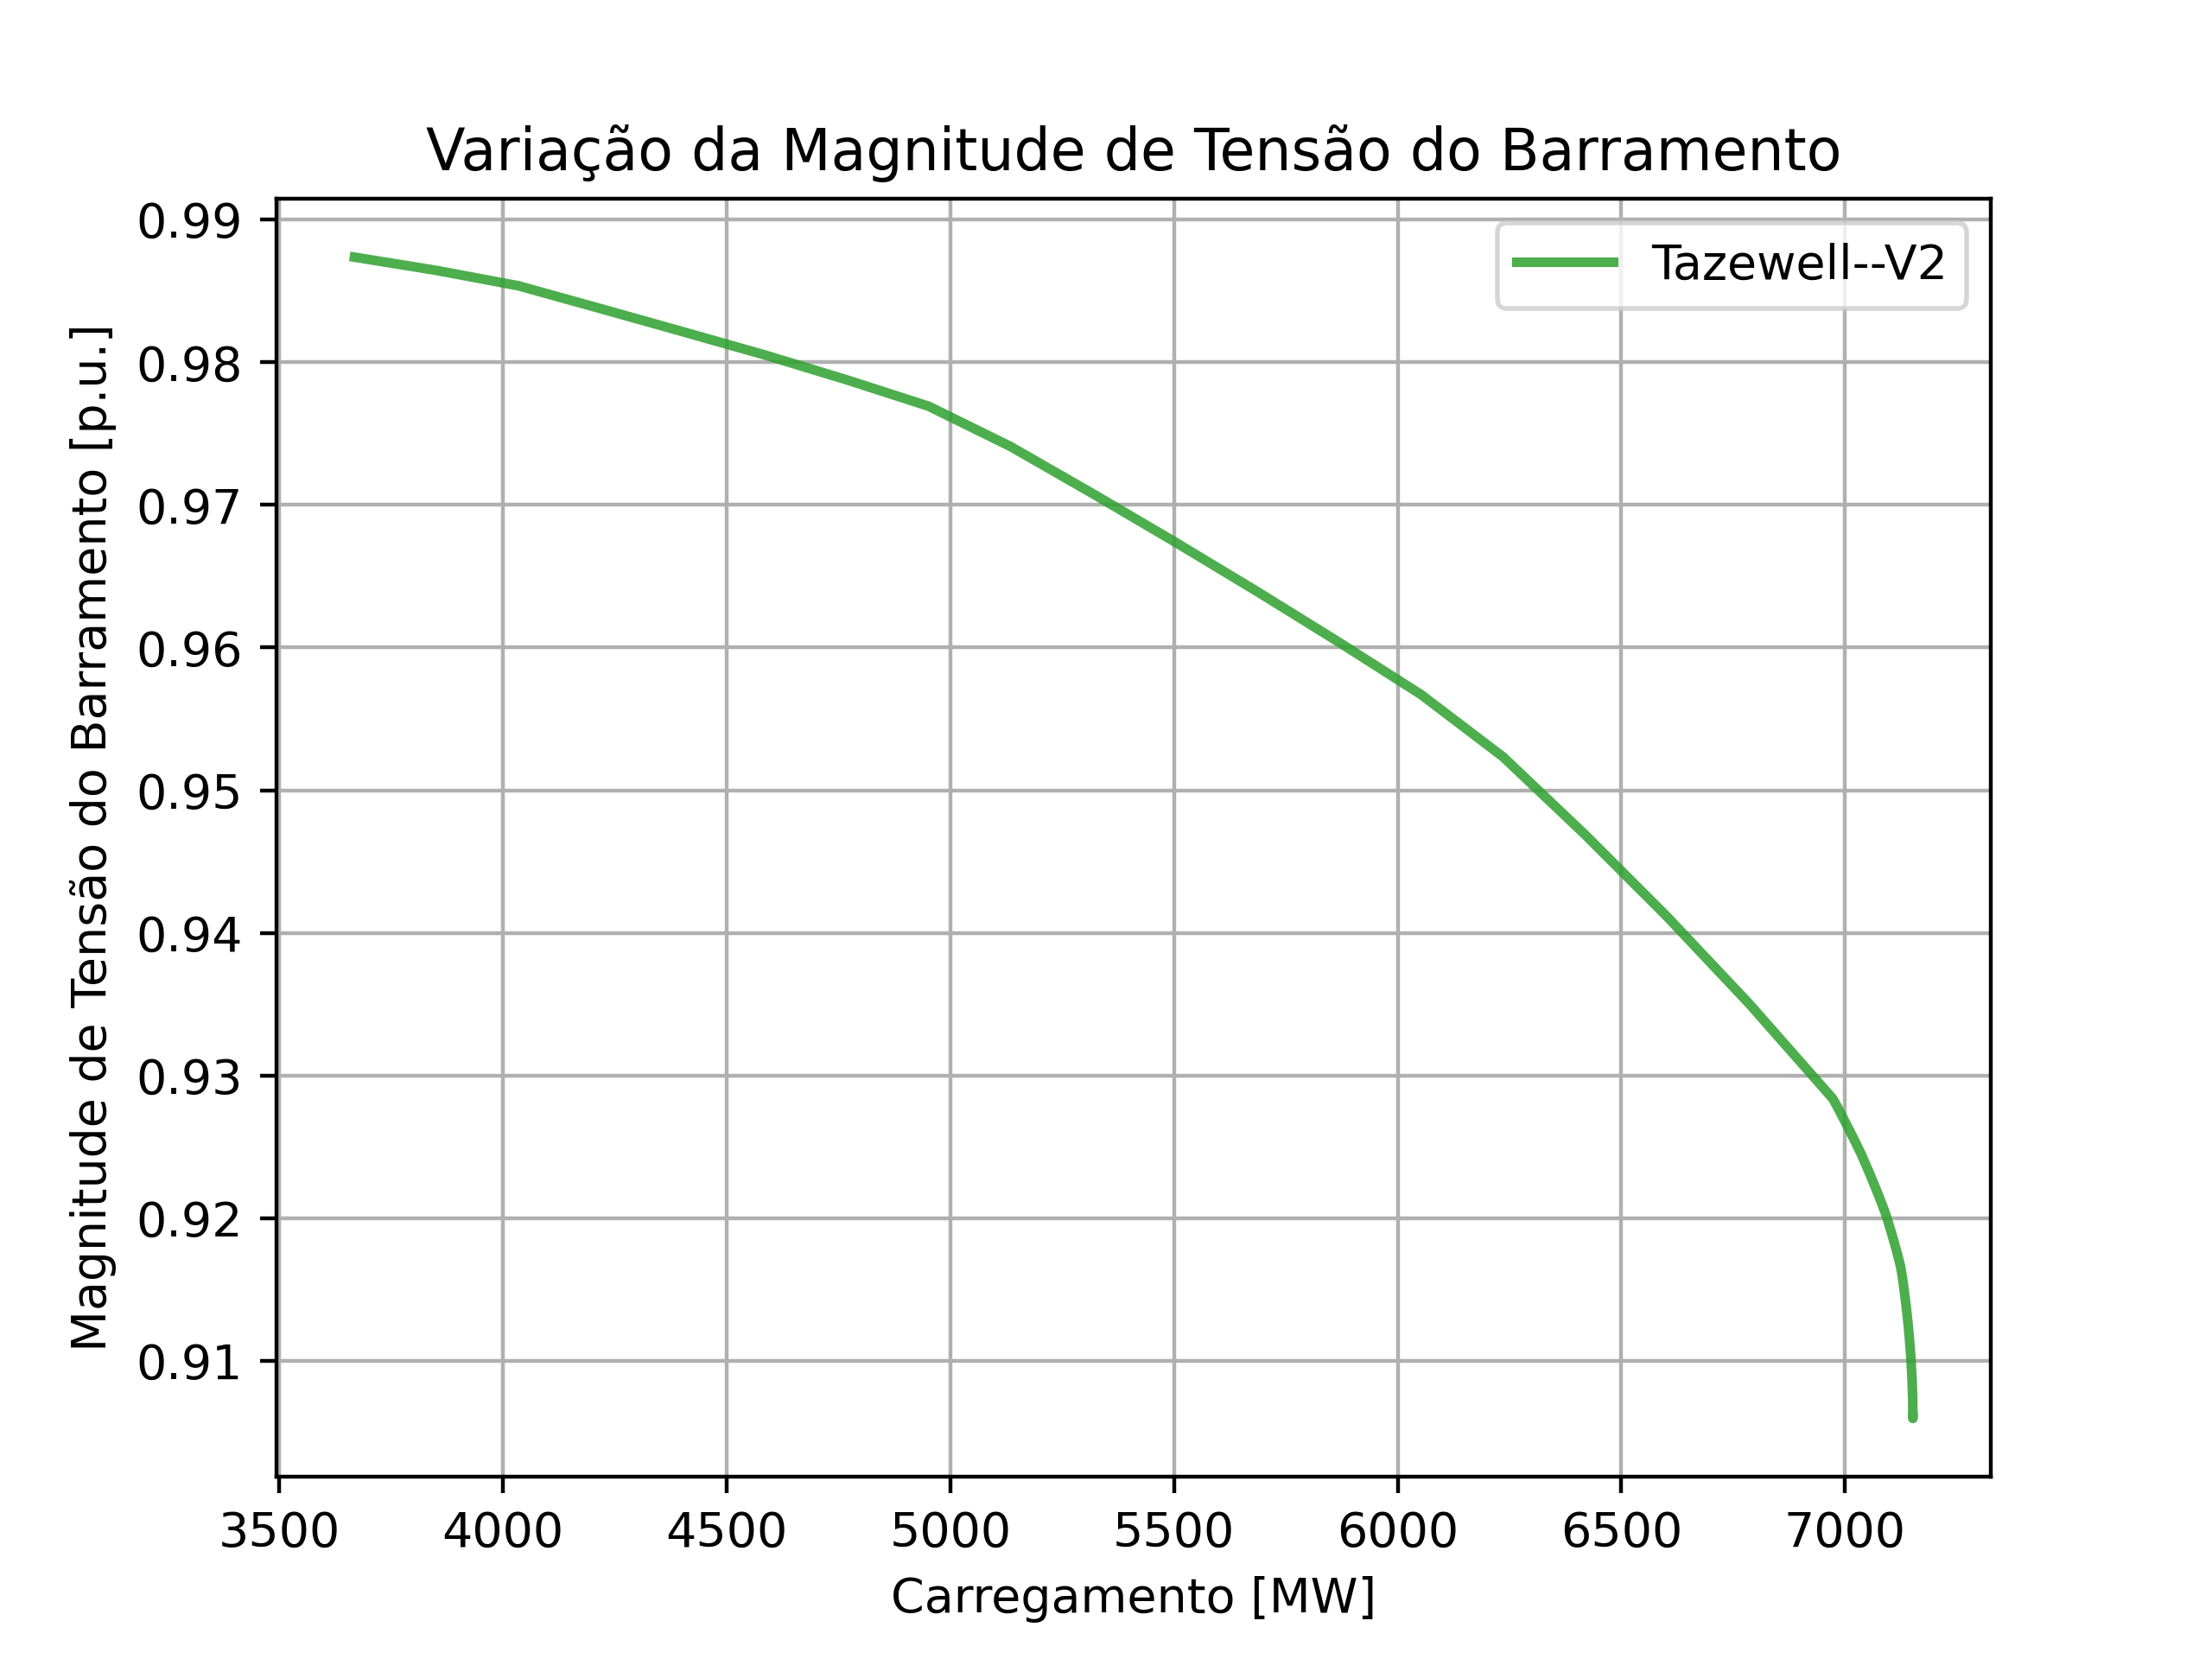 Variação da Magnitude de Tensão do Barramento
Tazewell--V2
Magnitude de Tensão do Barramento [p.u.]
0.99
0.98
0.97
0.96
0.95
0.94
0.93
0.92
0.91
3500 4000 4500 5000 5500 6000 6500 7000
Carregamento [MW]